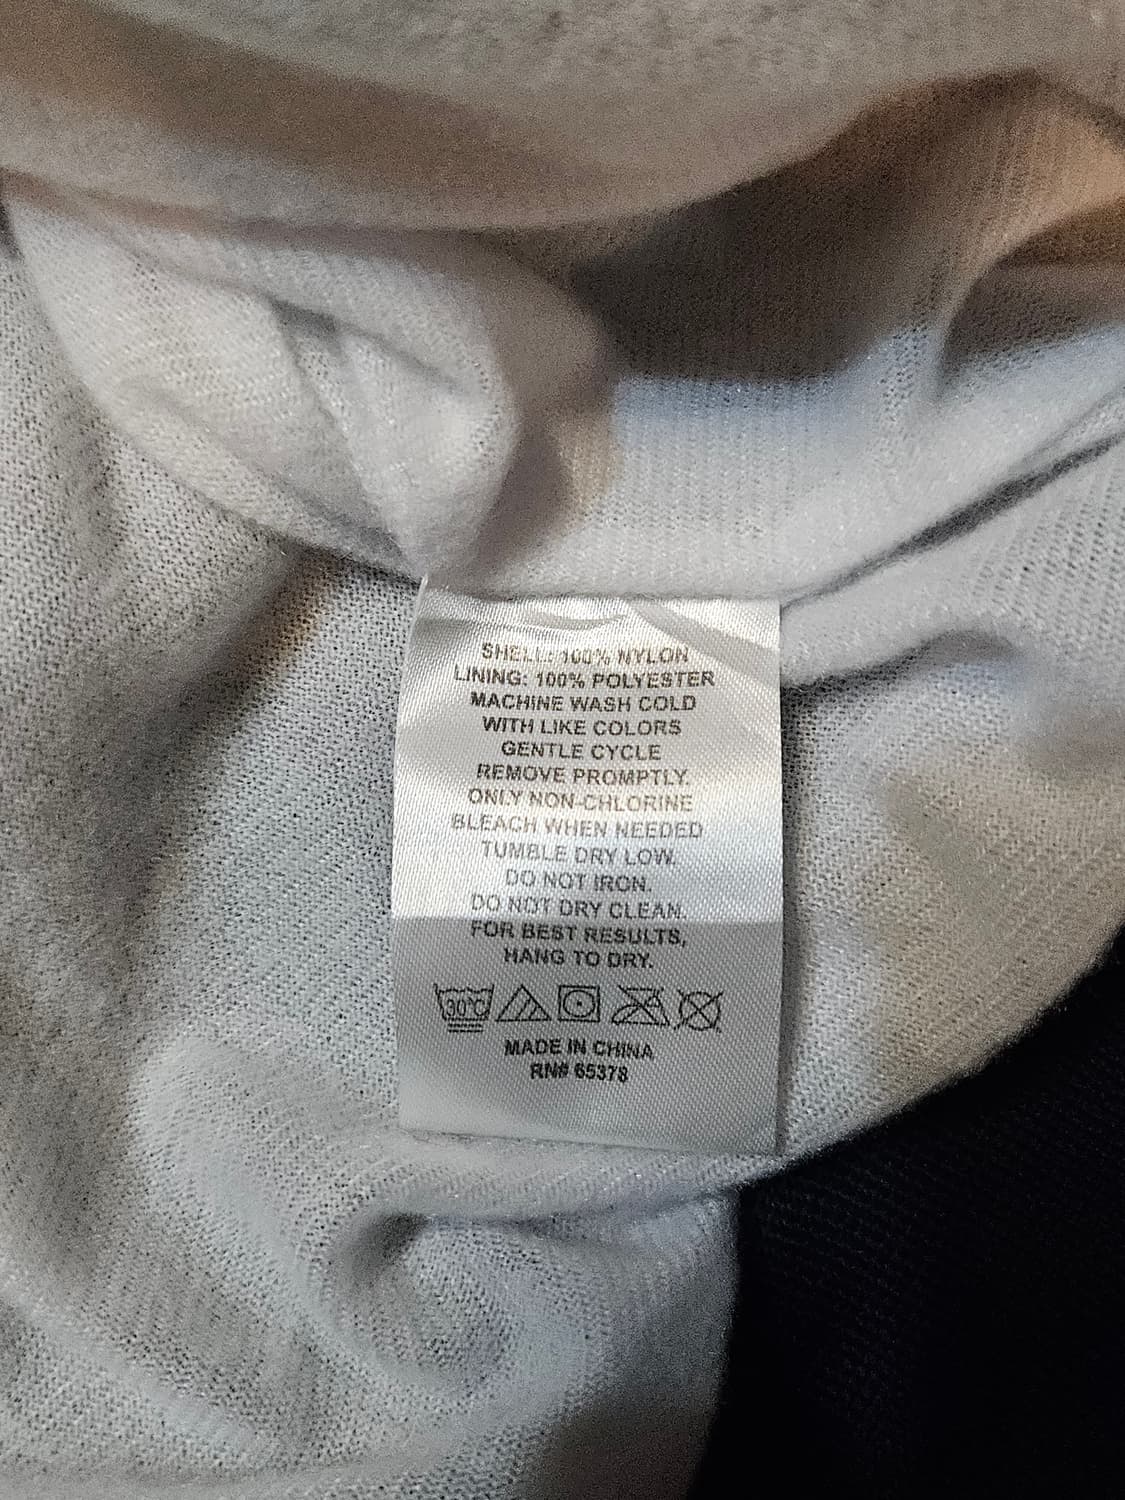 SHELL: 100% NYLON
LINING: 100% POLYESTER
MACHINE WASH COLD
WITH LIKE COLORS
GENTLE CYCLE
REMOVE PROMPTLY.
ONLY NON-CHLORINE
BLEACH WHEN NEEDED
TUMBLE DRY LOW.
DO NOT IRON.
DO NOT DRY CLEAN.
FOR BEST RESULTS,
HANG TO DRY.
30°C
MADE IN CHINA
RN# 65378